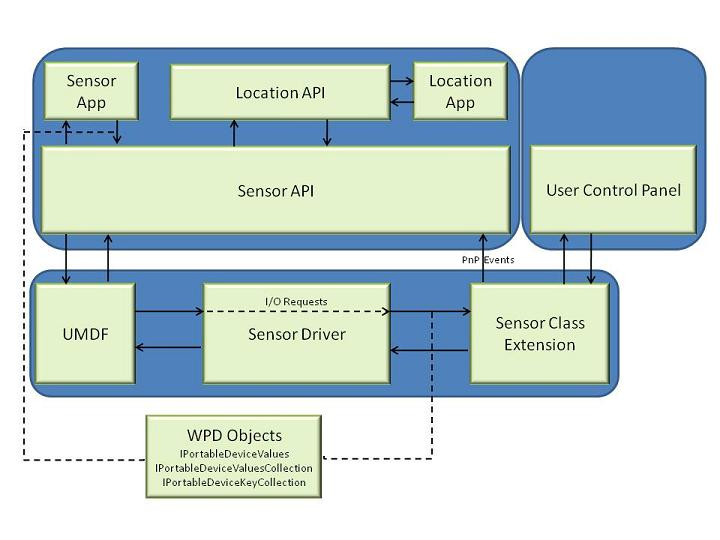 Sensor
App
Location API
Location
App
Sensor API
User Control Panel
PnP Events
UMDF
I/O Requests
Sensor Driver
Sensor Class
Extension
WPD Objects
IPortableDeviceValues
IPortableDeviceValuesCollection
IPortableDeviceKeyCollection